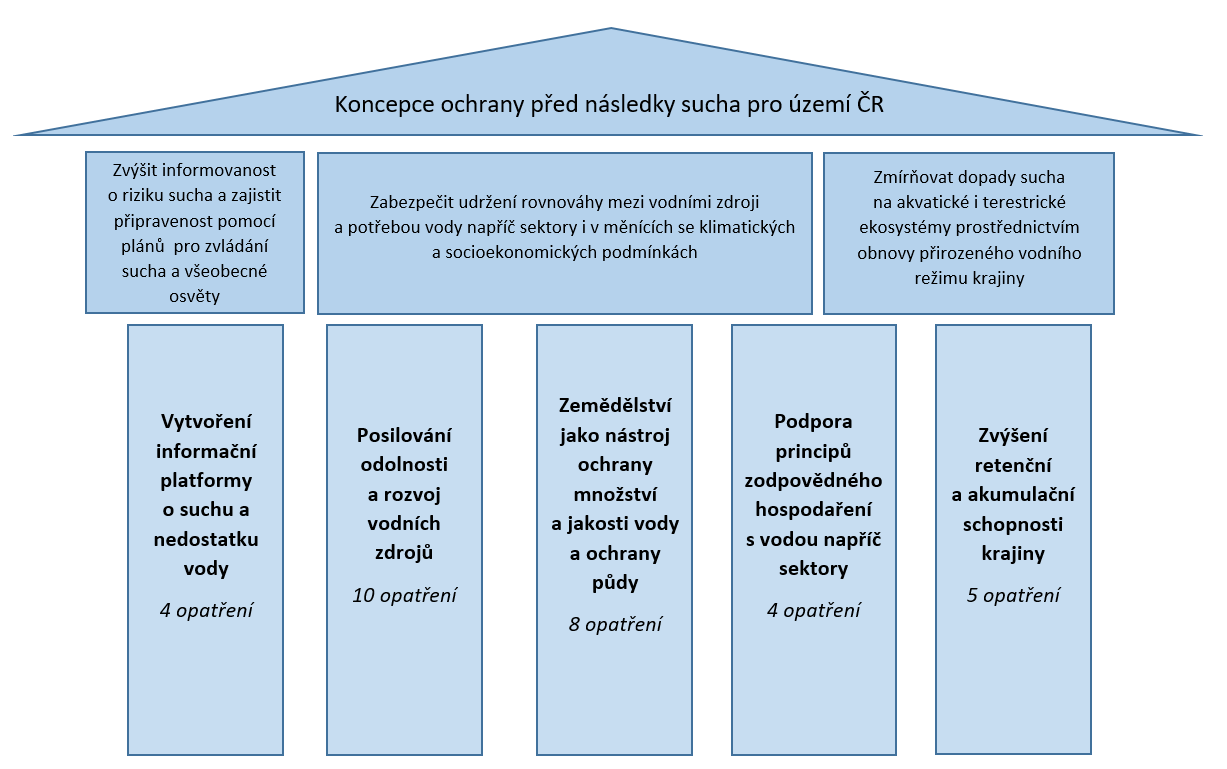 Koncepce ochrany před následky sucha pro území ČR
Zvýšit informovanost
o riziku sucha a zajistit
připravenost pomocí
plánů  pro zvládání
sucha a všeobecné
osvěty
Zabezpečit udržení rovnováhy mezi vodními zdroji
a potřebou vody napříč sektory i v měnících se klimatických
a socioekonomických podmínkách
Zmírňovat dopady sucha
na akvatické i terestrické
ekosystémy prostřednictvím
obnovy přirozeného vodního
režimu krajiny
Vytvoření
informační
platformy
o suchu a
nedostatku
vody
4 opatření
Posilování
odolnosti
a rozvoj
vodních
zdrojů
10 opatření
Zemědělství
jako nástroj
ochrany
množství
a jakosti vody
a ochrany
půdy
8 opatření
Podpora
principů
zodpovědného
hospodaření
s vodou napříč
sektory
4 opatření
Zvýšení
retenční
a akumulační
schopnosti
krajiny
5 opatření